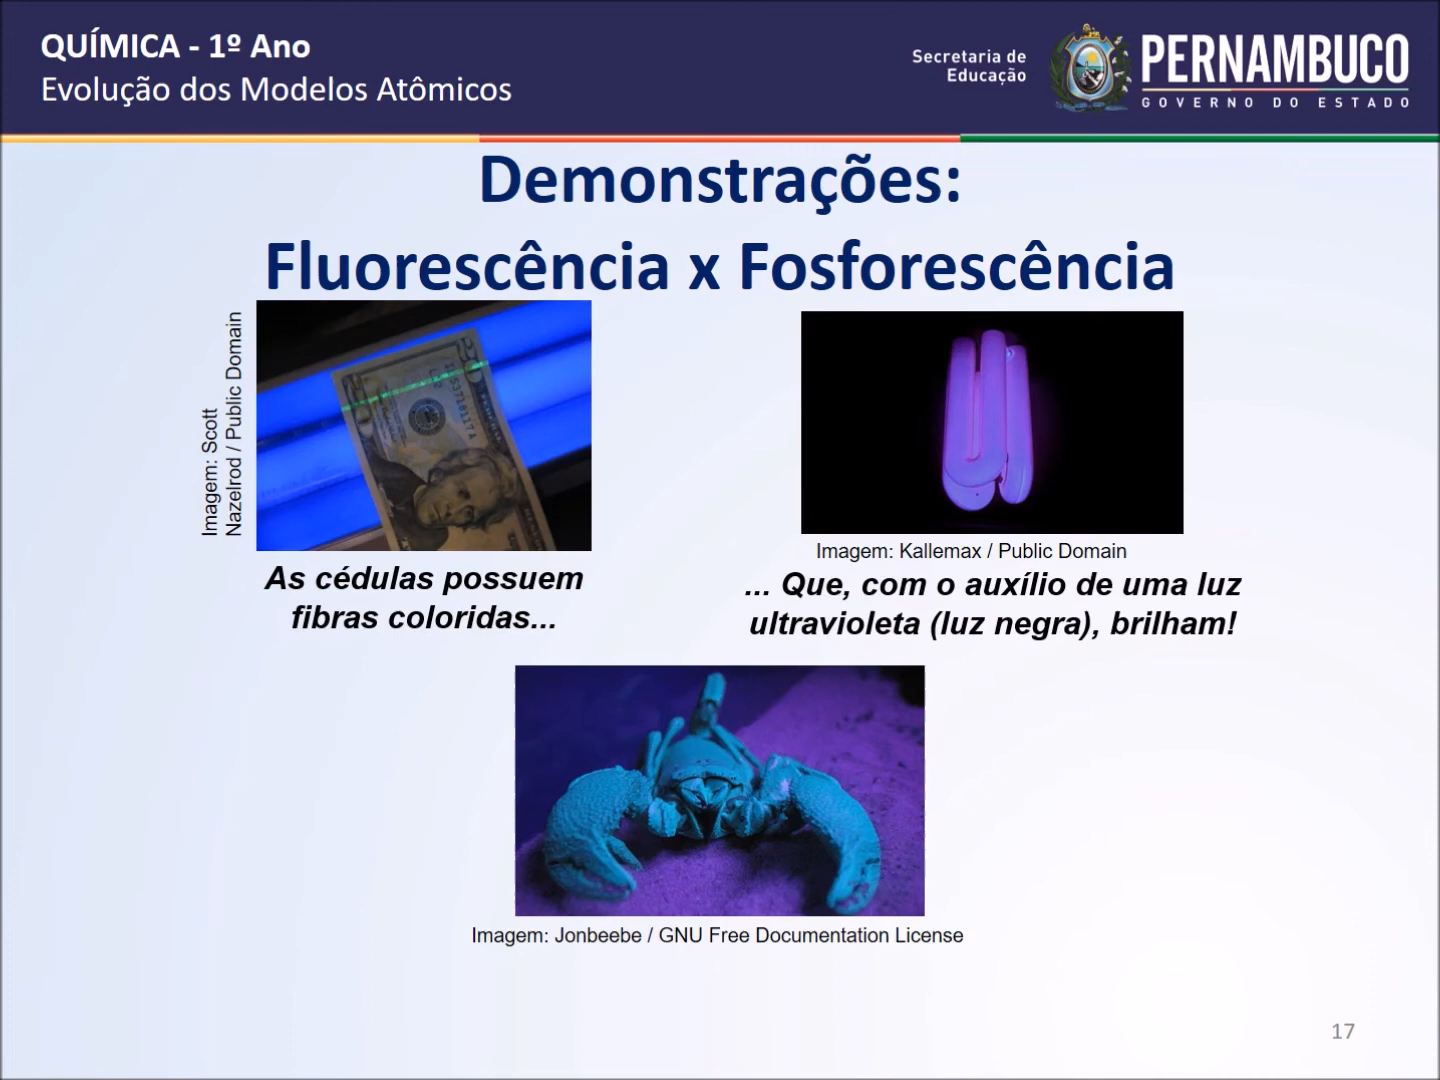 QUÍMICA - 1º Ano
Evolução dos Modelos Atômicos
Secretaria de
Educação
PERNAMBUCO
GOVERNO DO ESTADO
Demonstrações:
Fluorescência x Fosforescência
Imagem: Scott
Nazelrod / Public Domain
As cédulas possuem
fibras coloridas...
Imagem: Kallemax / Public Domain
... Que, com o auxílio de uma luz
ultravioleta (luz negra), brilham!
Imagem: Jonbeebe / GNU Free Documentation License
17